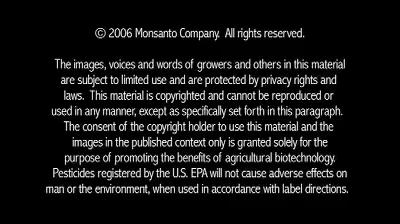 © 2006 Monsanto Company. All rights reserved.
The images, voices and words of growers and others in this material
are subject to limited use and are protected by privacy rights and
laws. This material is copyrighted and cannot be reproduced or
used in any manner, except as specifically set forth in this paragraph.
The consent of the copyright holder to use this material and the
images in the published context only is granted solely for the
purpose of promoting the benefits of agricultural biotechnology.
Pesticides registered by the U.S. EPA will not cause adverse effects on
man or the environment, when used in accordance with label directions.